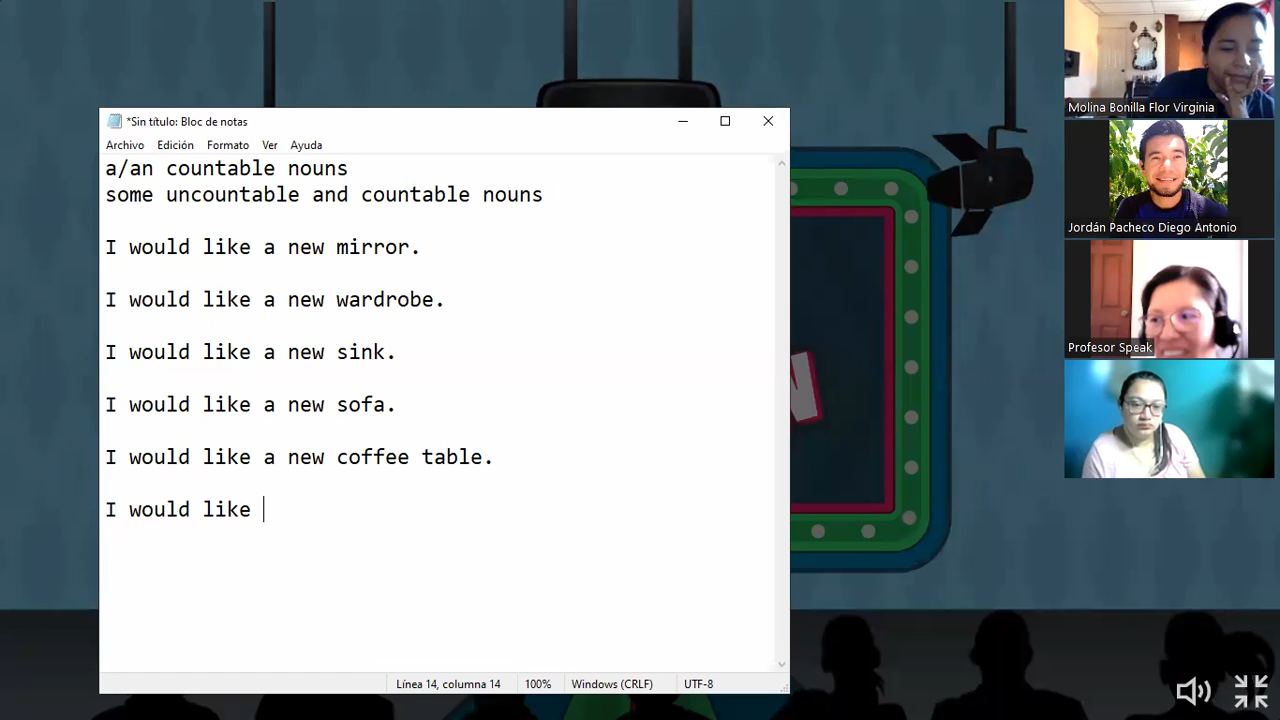 *Sin título: Bloc de notas
Archivo Edición Formato Ver Ayuda
a/an countable nouns
some uncountable and countable nouns
I would like a new mirror.
I would like a new wardrobe.
I would like a new sink.
I would like a new sofa.
I would like a new coffee table.
I would like
Línea 14, columna 14 100% Windows (CRLF) UTF-8
Molina Bonilla Flor Virginia
Jordán Pacheco Diego Antonio
Profesor Speak